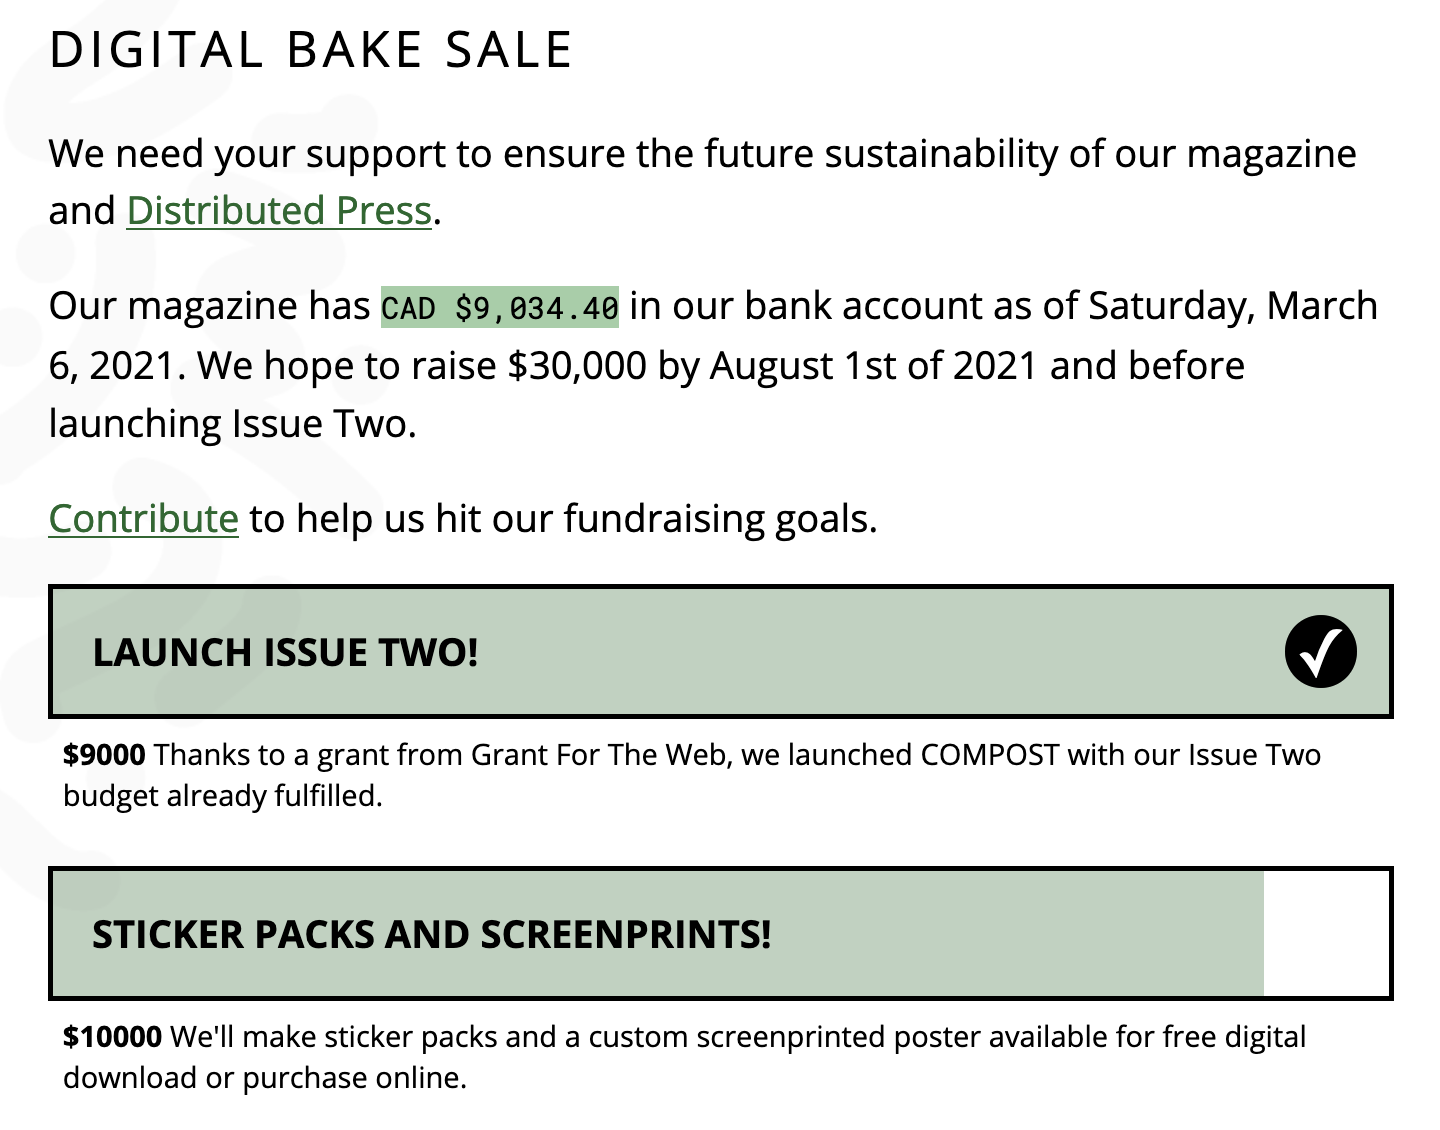 DIGITAL BAKE SALE
We need your support to ensure the future sustainability of our magazine
and Distributed Press.
Our magazine has CAD $9,034.40 in our bank account as of Saturday, March
6, 2021. We hope to raise $30,000 by August 1st of 2021 and before
launching Issue Two.
Contribute to help us hit our fundraising goals.
LAUNCH ISSUE TWO!
$9000 Thanks to a grant from Grant For The Web, we launched COMPOST with our Issue Two
budget already fulfilled.
STICKER PACKS AND SCREENPRINTS!
$10000 We'll make sticker packs and a custom screenprinted poster available for free digital
download or purchase online.